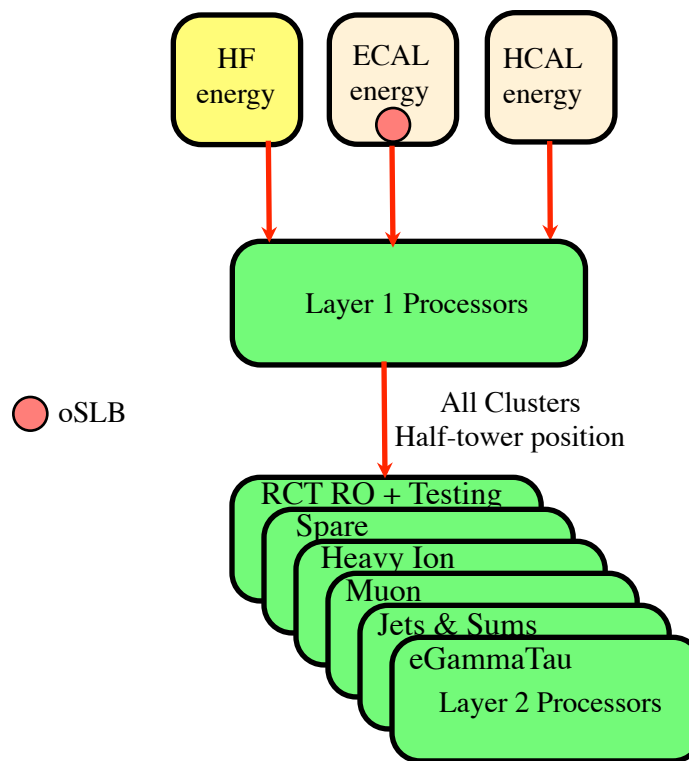 HF
energy
ECAL
energy
HCAL
energy
Layer 1 Processors
oSLB
All Clusters
Half-tower position
RCT RO + Testing
Spare
Heavy Ion
Muon
Jets & Sums
eGammaTau
Layer 2 Processors